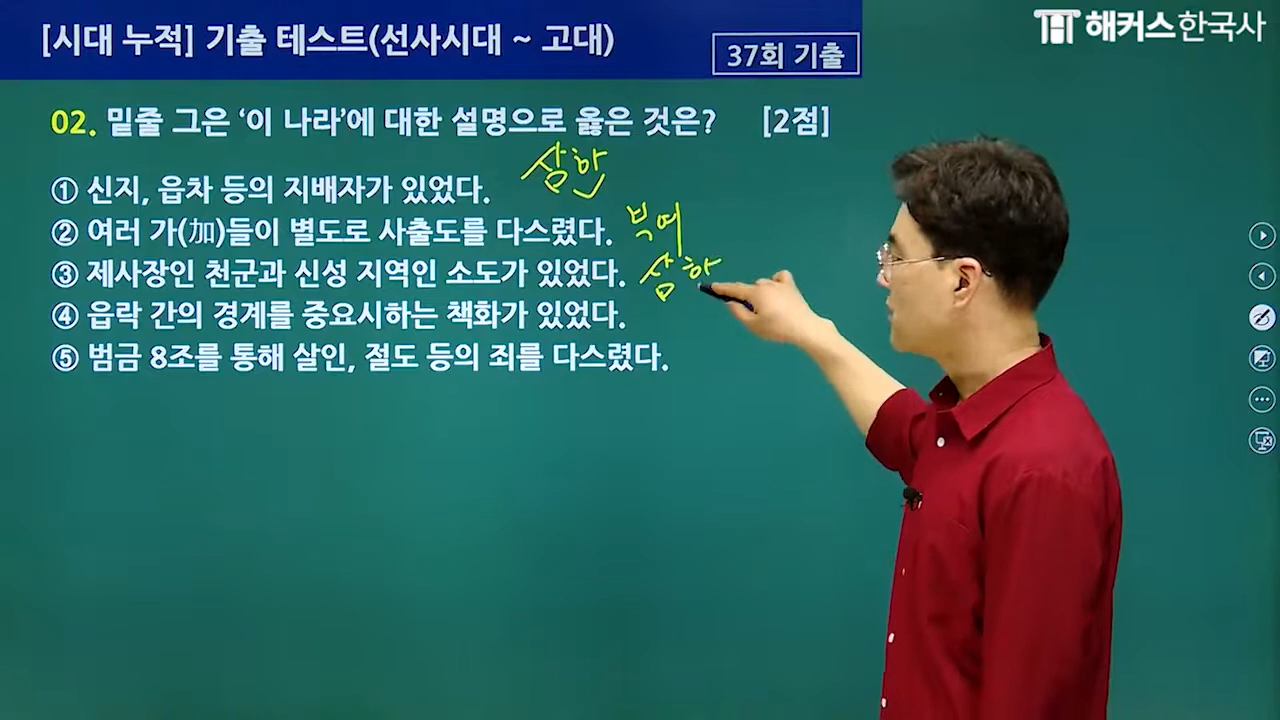 [시대 누적] 기출 테스트(선사시대 ~ 고대)
37회 기출
해커스한국사
02. 밑줄 그은 ‘이 나라’에 대한 설명으로 옳은 것은? [2점]
① 신지, 읍차 등의 지배자가 있었다. 삼한
② 여러 가(加)들이 별도로 사출도를 다스렸다. 부여
③ 제사장인 천군과 신성 지역인 소도가 있었다. 삼하
④ 읍락 간의 경계를 중요시하는 책화가 있었다.
⑤ 범금 8조를 통해 살인, 절도 등의 죄를 다스렸다.